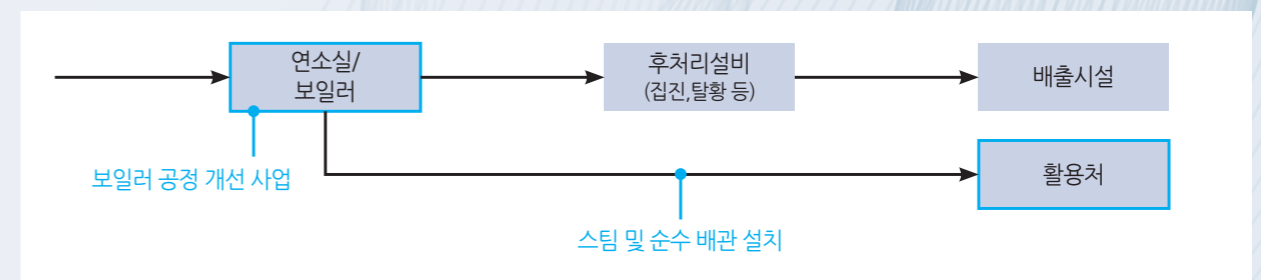 연소실/
보일러
후처리설비
(집진,탈황 등)
배출시설
보일러 공정 개선 사업
활용처
스팀 및 순수 배관 설치